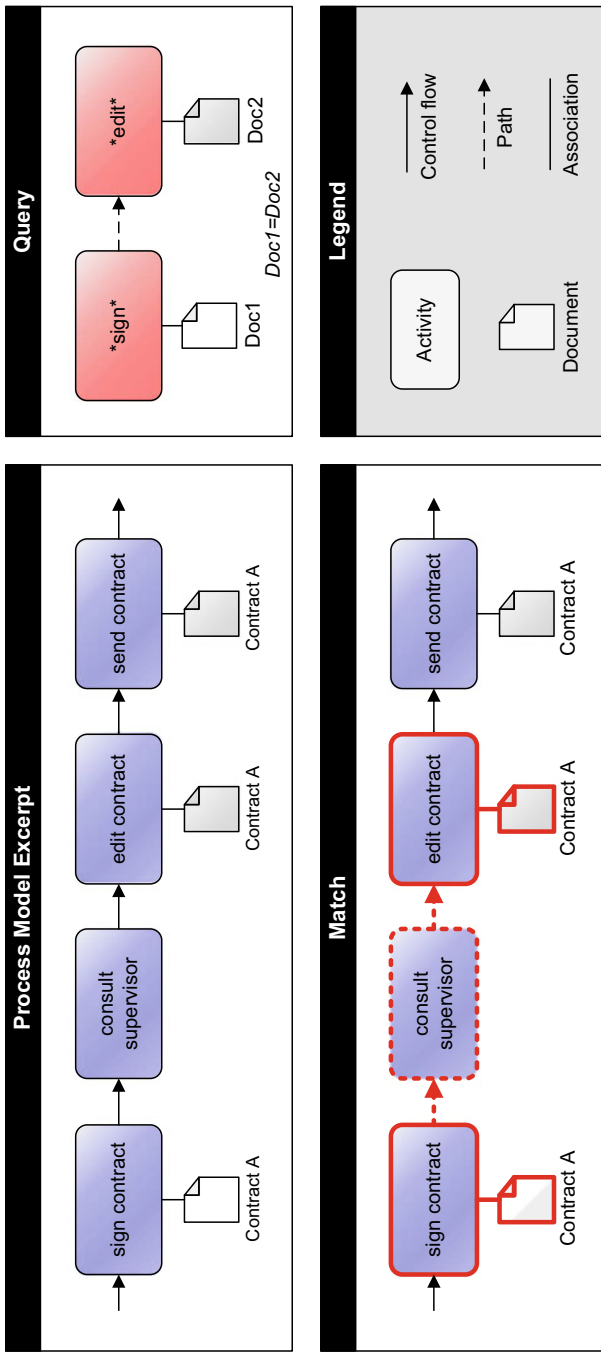 Process Model Excerpt
sign contract
consult
supervisor
edit contract
send contract
Contract A
Contract A
Contract A
Query
*sign*
*edit*
Doc1
Doc2
Doc1=Doc2
Match
sign contract
consult
supervisor
edit contract
send contract
Contract A
Contract A
Contract A
Legend
Activity
Document
Control flow
Path
Association